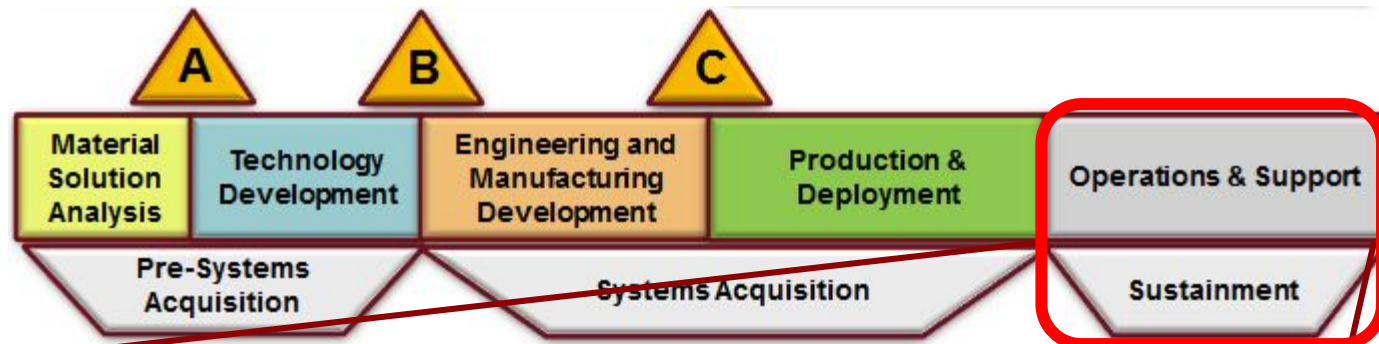 A
B
C
Material
Solution
Analysis
Technology
Development
Engineering and
Manufacturing
Development
Production &
Deployment
Operations & Support
Pre-Systems
Acquisition
Systems Acquisition
Sustainment